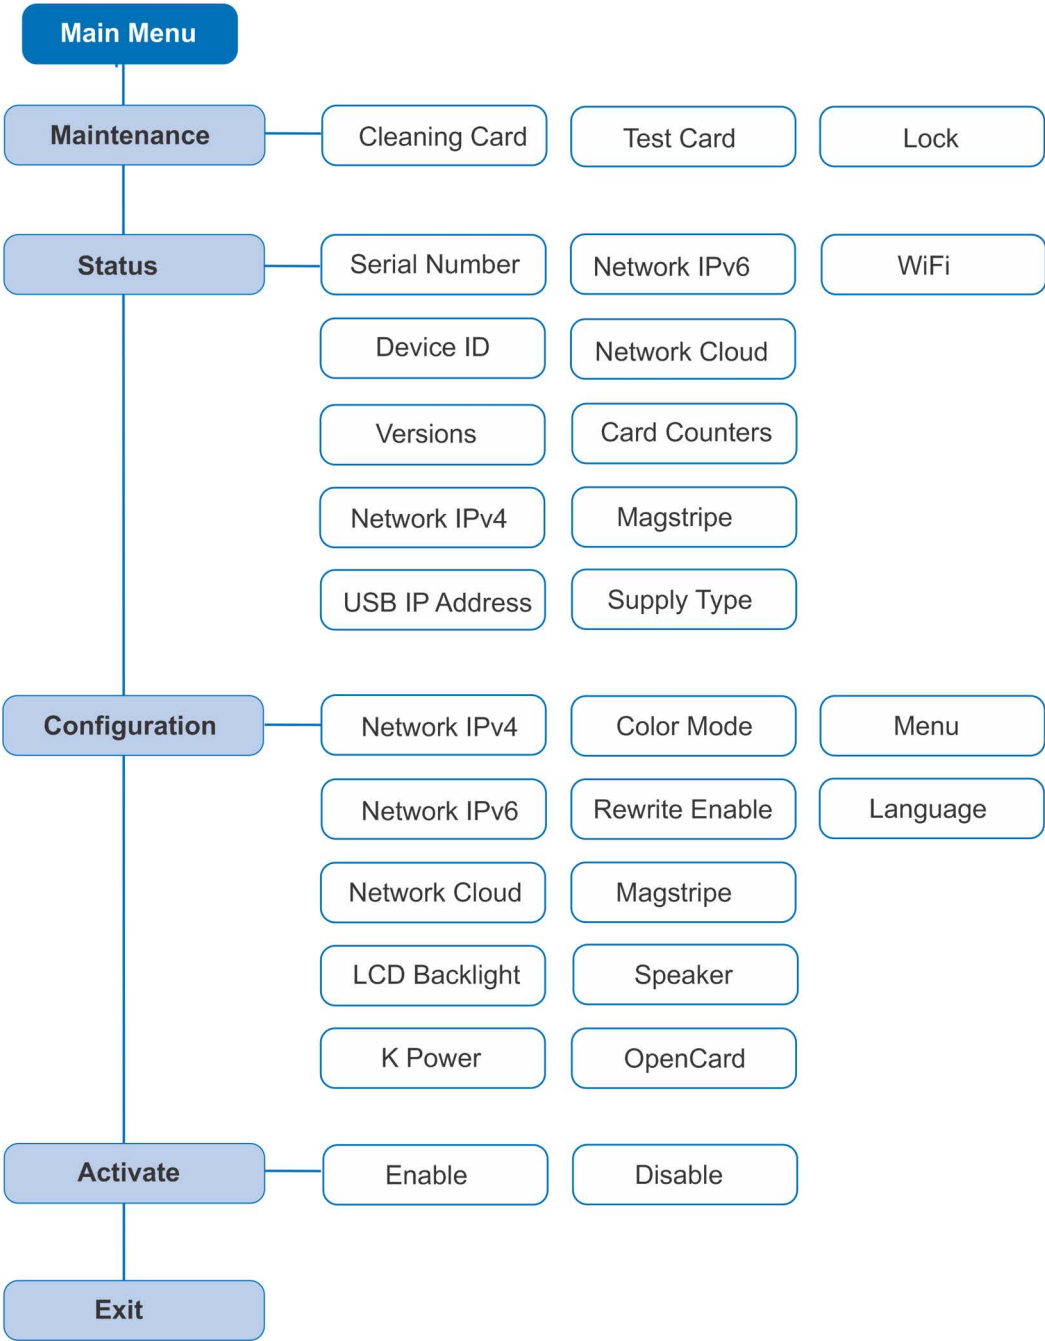 Main Menu
Maintenance
Cleaning Card
Test Card
Lock
Status
Serial Number
Network IPv6
WiFi
Device ID
Network Cloud
Versions
Card Counters
Network IPv4
Magstripe
USB IP Address
Supply Type
Configuration
Network IPv4
Color Mode
Menu
Network IPv6
Rewrite Enable
Language
Network Cloud
Magstripe
LCD Backlight
Speaker
K Power
OpenCard
Activate
Enable
Disable
Exit